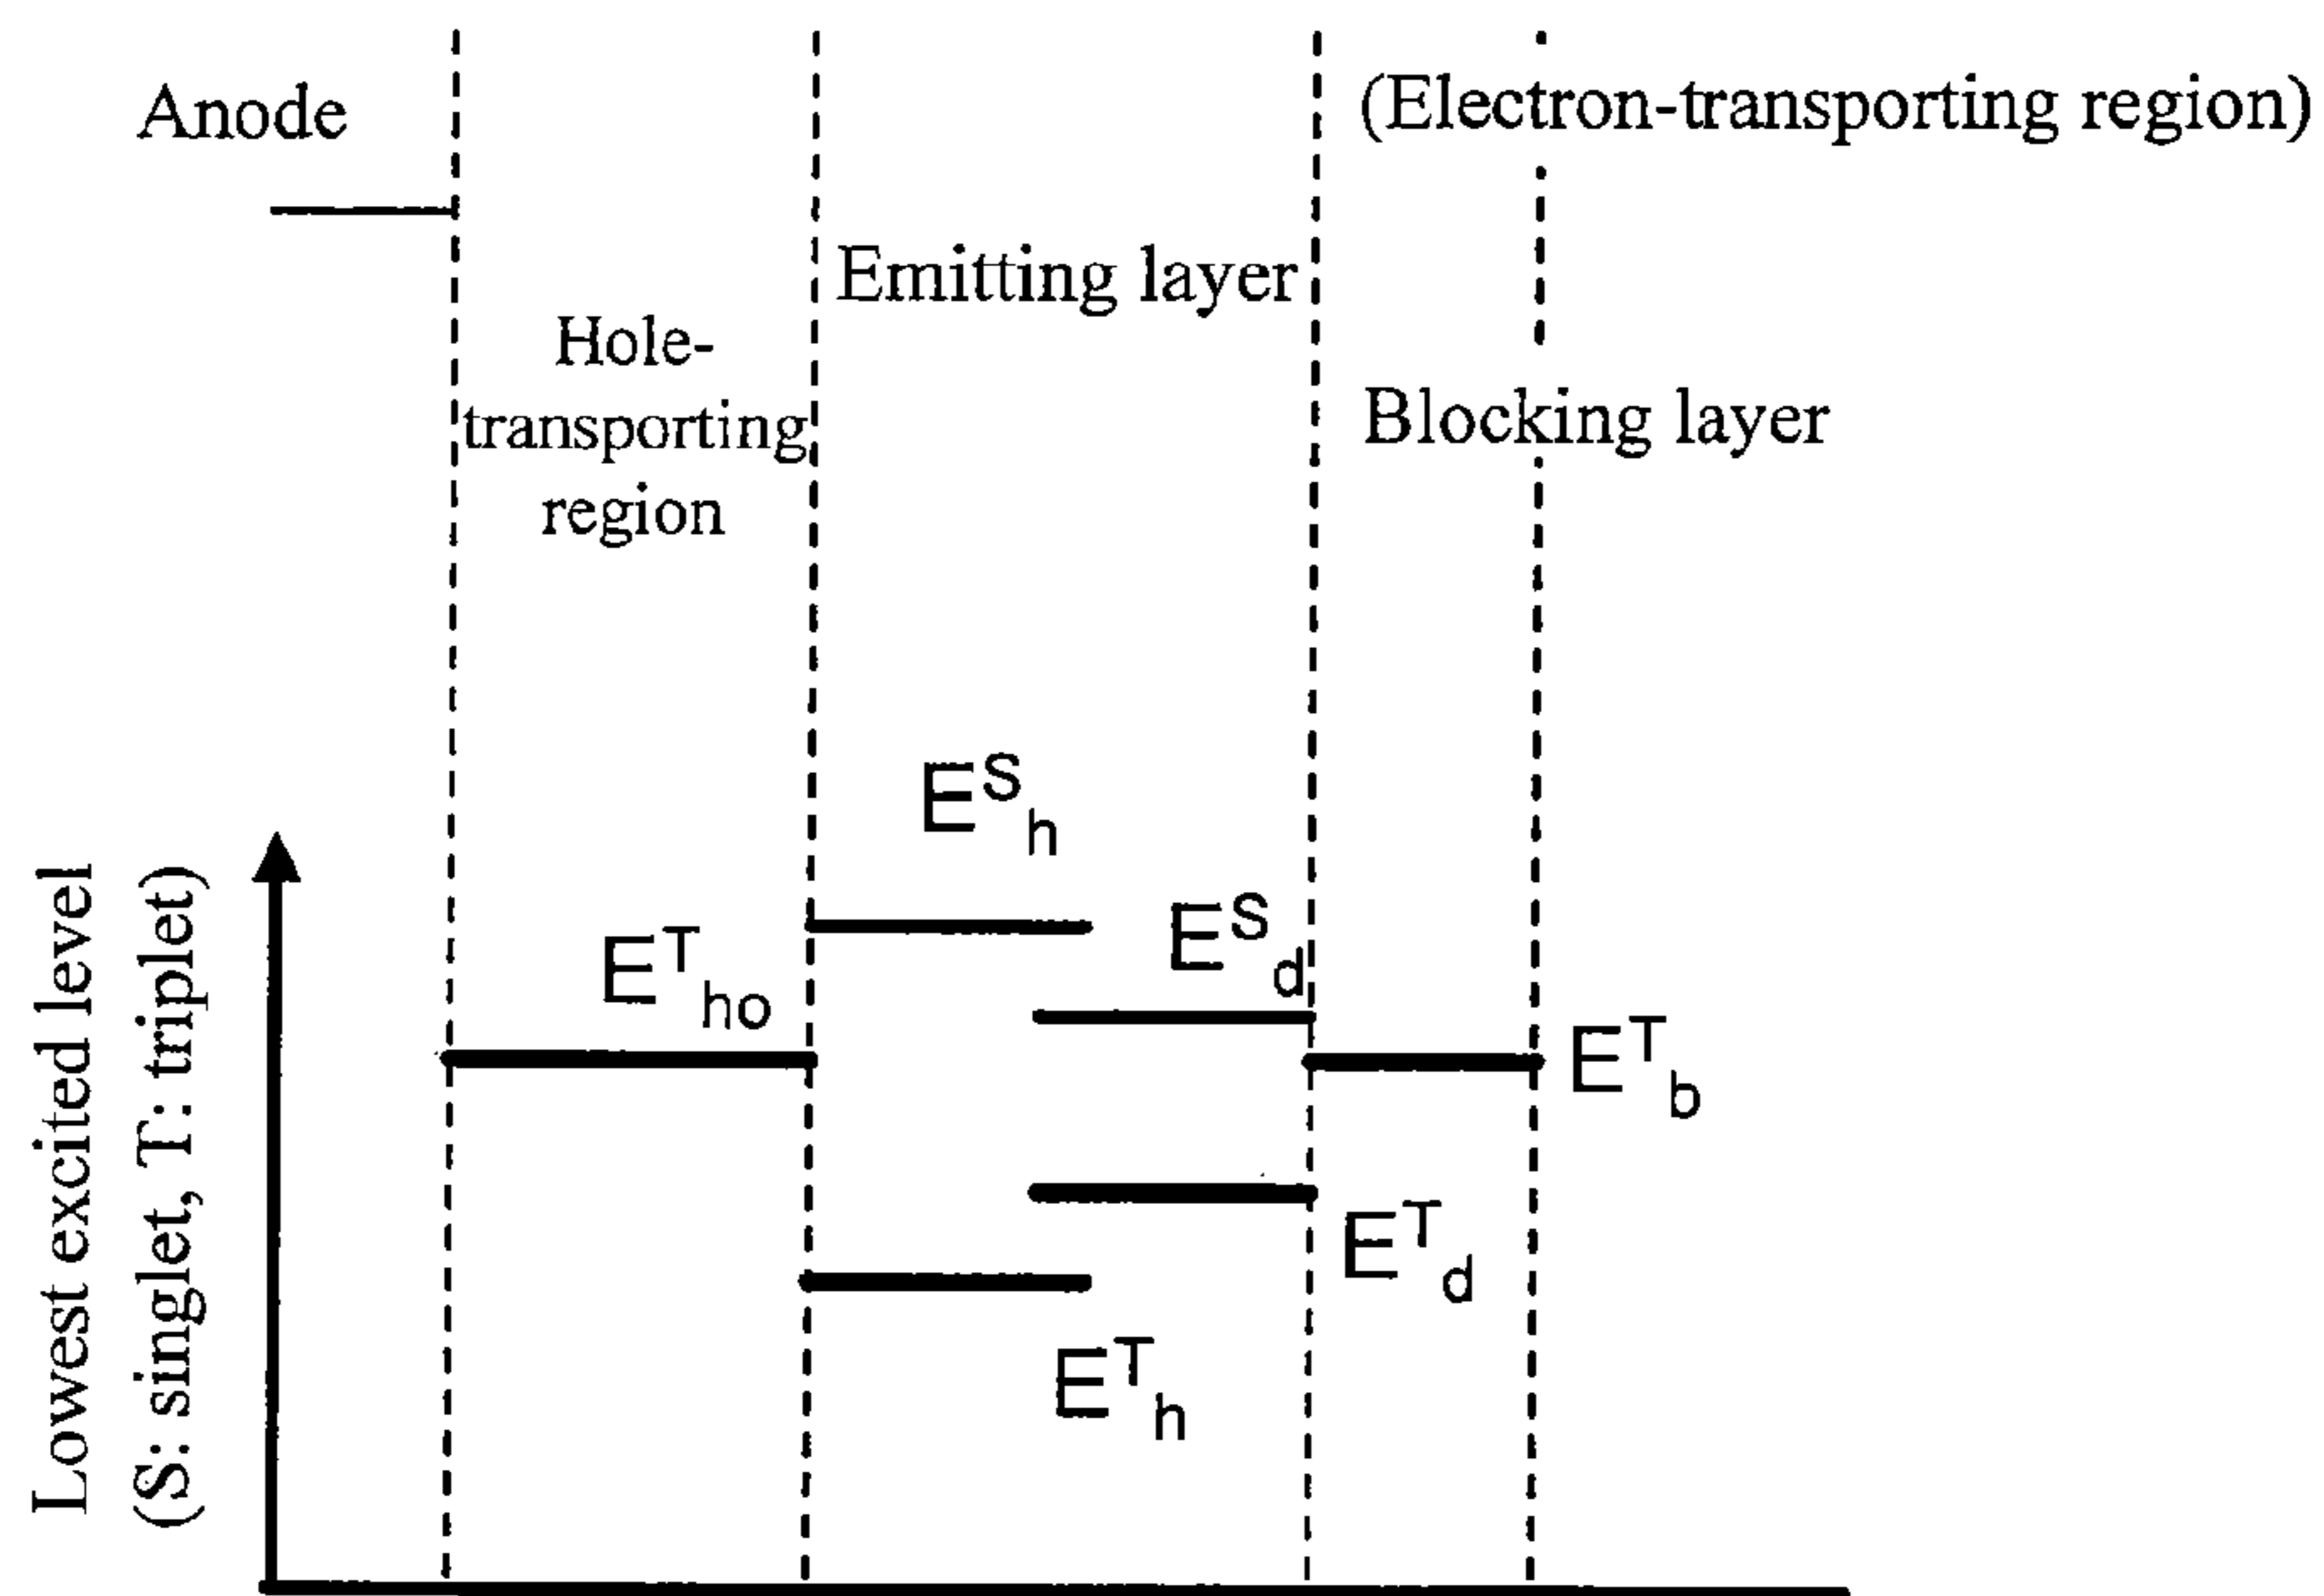 Anode
(Electron-transporting region)
Emitting layer
Hole-
transporting
region
Blocking layer
E^S_h
E^S_d
E^T_ho
E^T_b
E^T_d
E^T_h
Lowest excited level
(S: singlet, T: triplet)